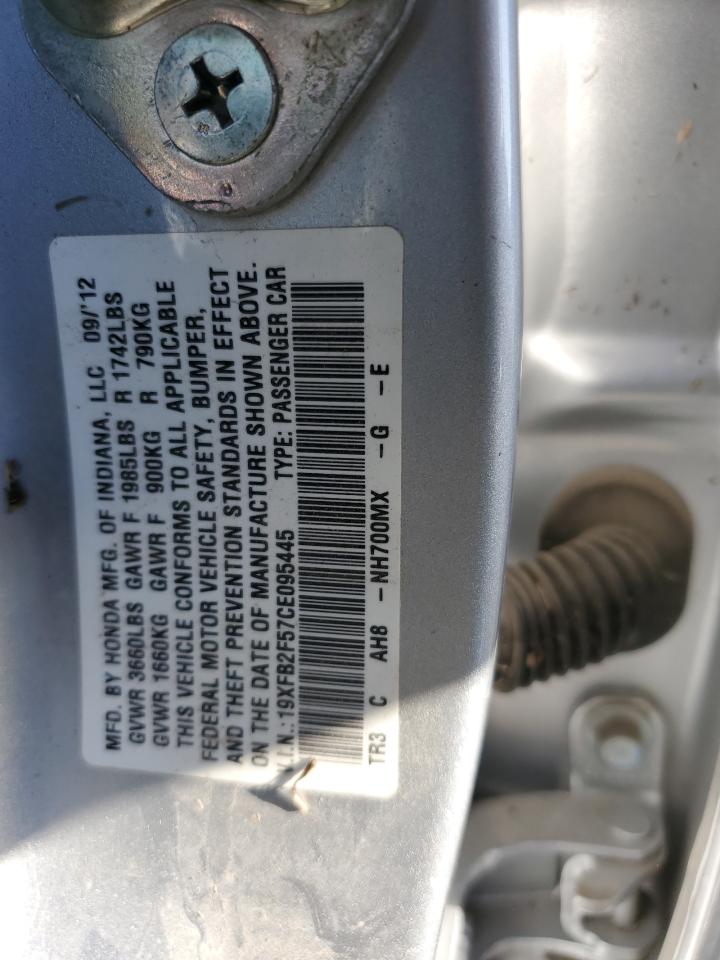 MFD. BY HONDA MFG. OF INDIANA, LLC 09/'12
GVWR 3660LBS GAWR F 1985LBS R 1742LBS
GVWR 1660KG GAWR F 900KG R 790KG
THIS VEHICLE CONFORMS TO ALL APPLICABLE
FEDERAL MOTOR VEHICLE SAFETY, BUMPER,
AND THEFT PREVENTION STANDARDS IN EFFECT
ON THE DATE OF MANUFACTURE SHOWN ABOVE.
V.I.N.: 19XFB2F57CE095445 TYPE: PASSENGER CAR
TR3 C AH8 -NH700MX -G -E